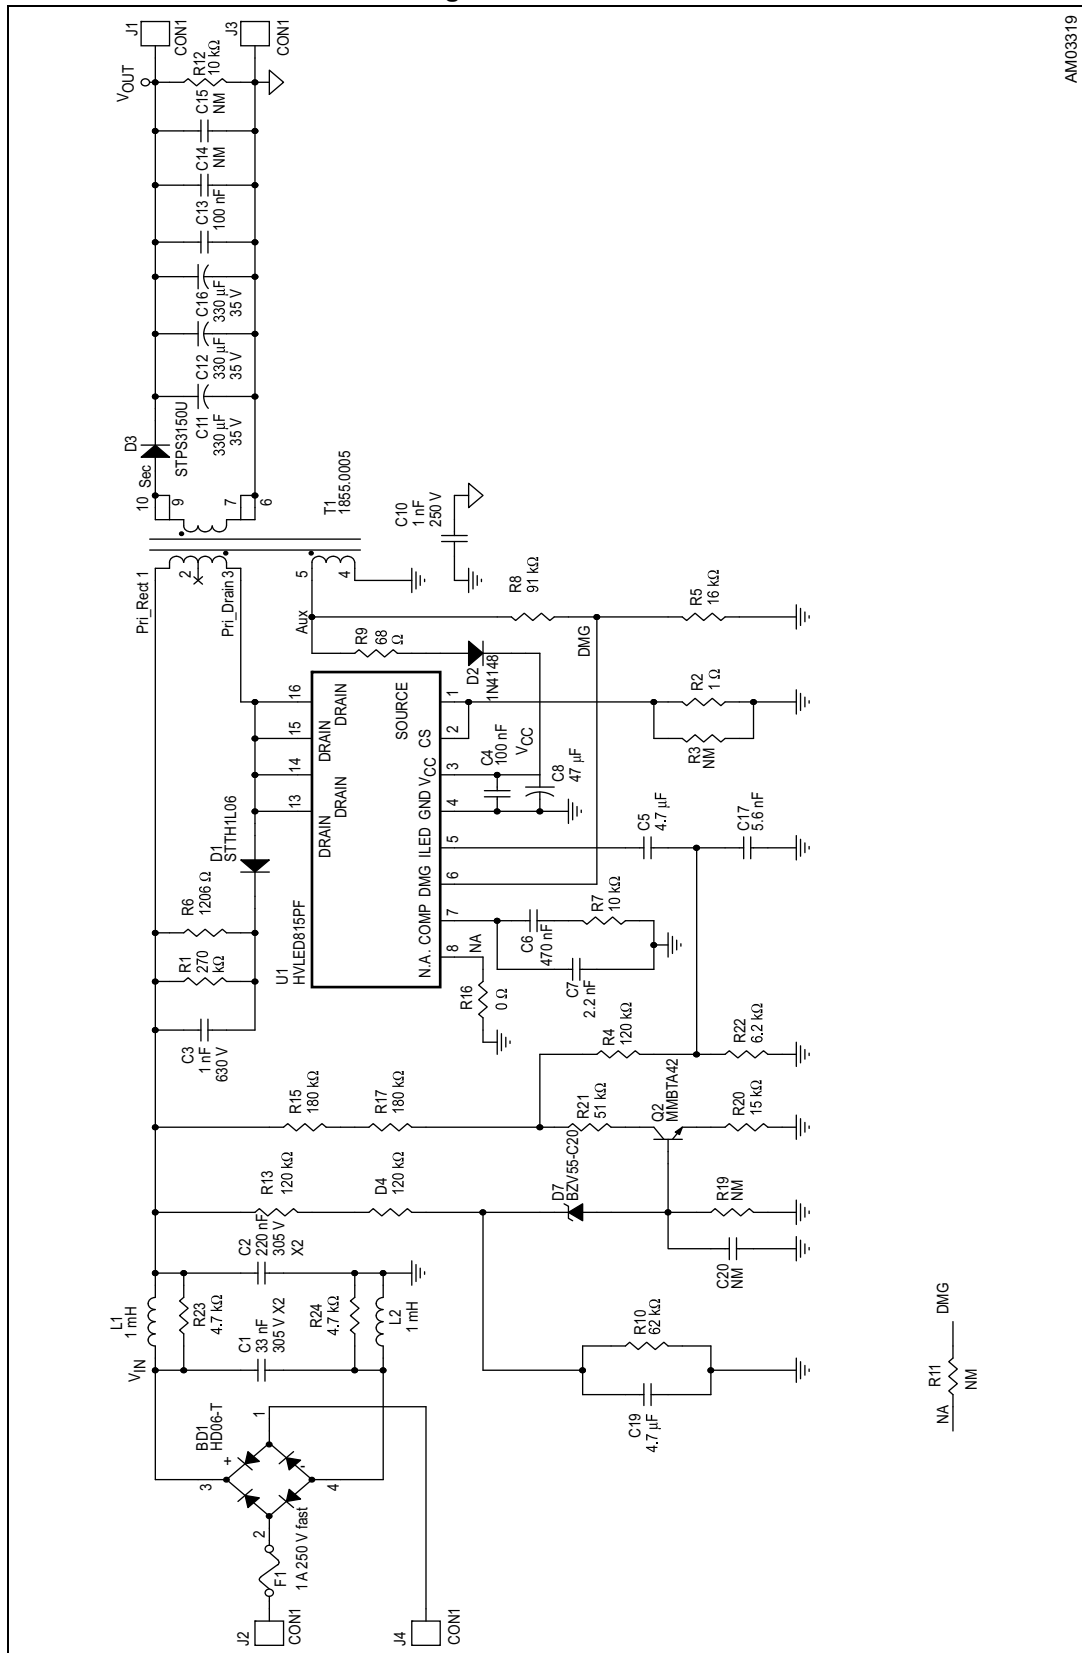 J1
CON1
J3
CON1
VOUT
R12
10 kΩ
C15
NM
C14
NM
C13
100 nF
C16
330 µF
35 V
C12
330 µF
35 V
C11
330 µF
35 V
D3
STPS3150U
Sec
10
9
7
6
T1
1855.0005
Pri_Rect 1
2
Pri_Drain 3
5
4
Aux
C10
1 nF
250 V
R8
91 kΩ
DMG
R5
16 kΩ
R9
68
Ω
D2
1N4148
16
15
14
13
DRAIN
DRAIN
DRAIN
DRAIN
SOURCE
CS
VCC
GND
ILED
DMG
COMP
N.A.
1
2
3
4
5
6
7
8
U1
HVLED815PF
R2
1 Ω
R3
NM
C4
100 nF
VCC
C8
47 µF
C5
4.7 µF
C17
5.6 nF
C6
470 nF
R7
10 kΩ
C7
2.2 nF
NA
R16
0 Ω
D1
STTH1L06
R6
1206 Ω
R1
270
kΩ
C3
1 nF
630 V
R15
180 kΩ
R17
180 kΩ
R4
120 kΩ
R22
6.2 kΩ
R21
51 kΩ
Q2
MMBTA42
R20
15 kΩ
R13
120 kΩ
D4
120 kΩ
D7
BZV55-C20
R19
NM
C20
NM
C2
220 nF
305 V
X2
L1
1 mH
R23
4.7 kΩ
C1
33 nF
305 V X2
R24
4.7 kΩ
L2
1 mH
VIN
R10
62 kΩ
C19
4.7 µF
BD1
HD06-T
+
-
1
2
3
4
F1
1 A 250 V fast
J2
CON1
J4
CON1
NA
R11
NM
DMG
AM03319